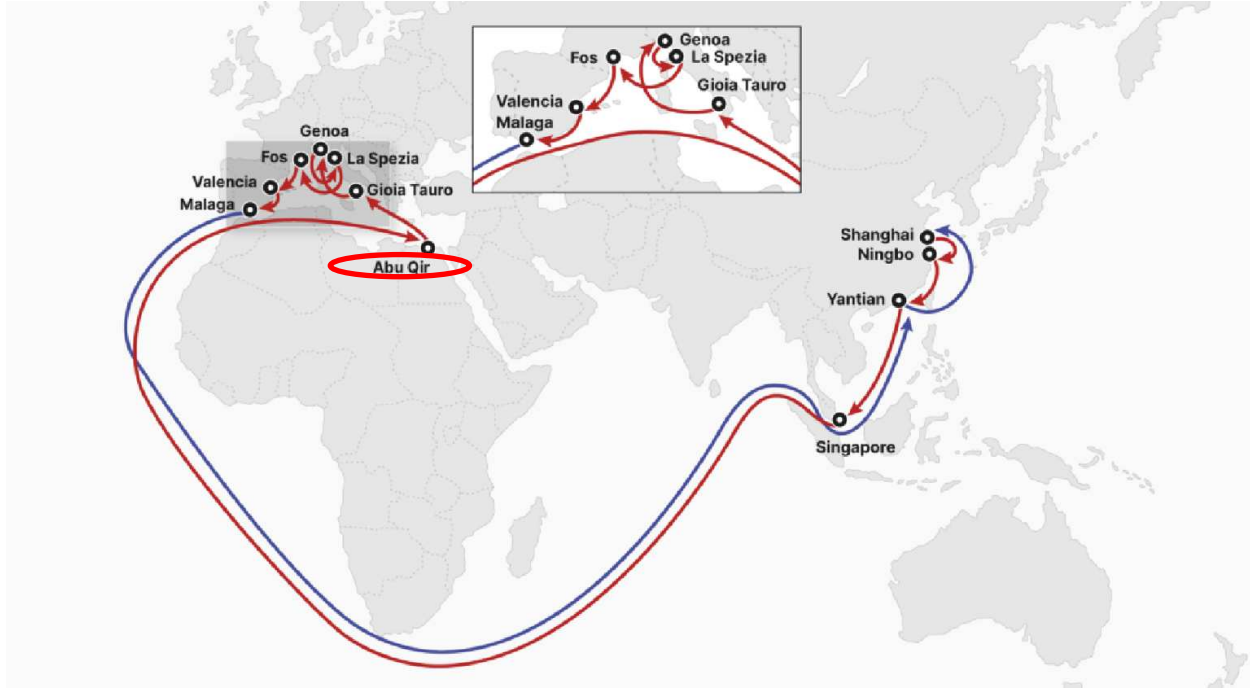 Genoa
Fos
La Spezia
Gioia Tauro
Valencia
Malaga
Genoa
Fos
La Spezia
Valencia
Gioia Tauro
Malaga
Abu Qir
Shanghai
Ningbo
Yantian
Singapore